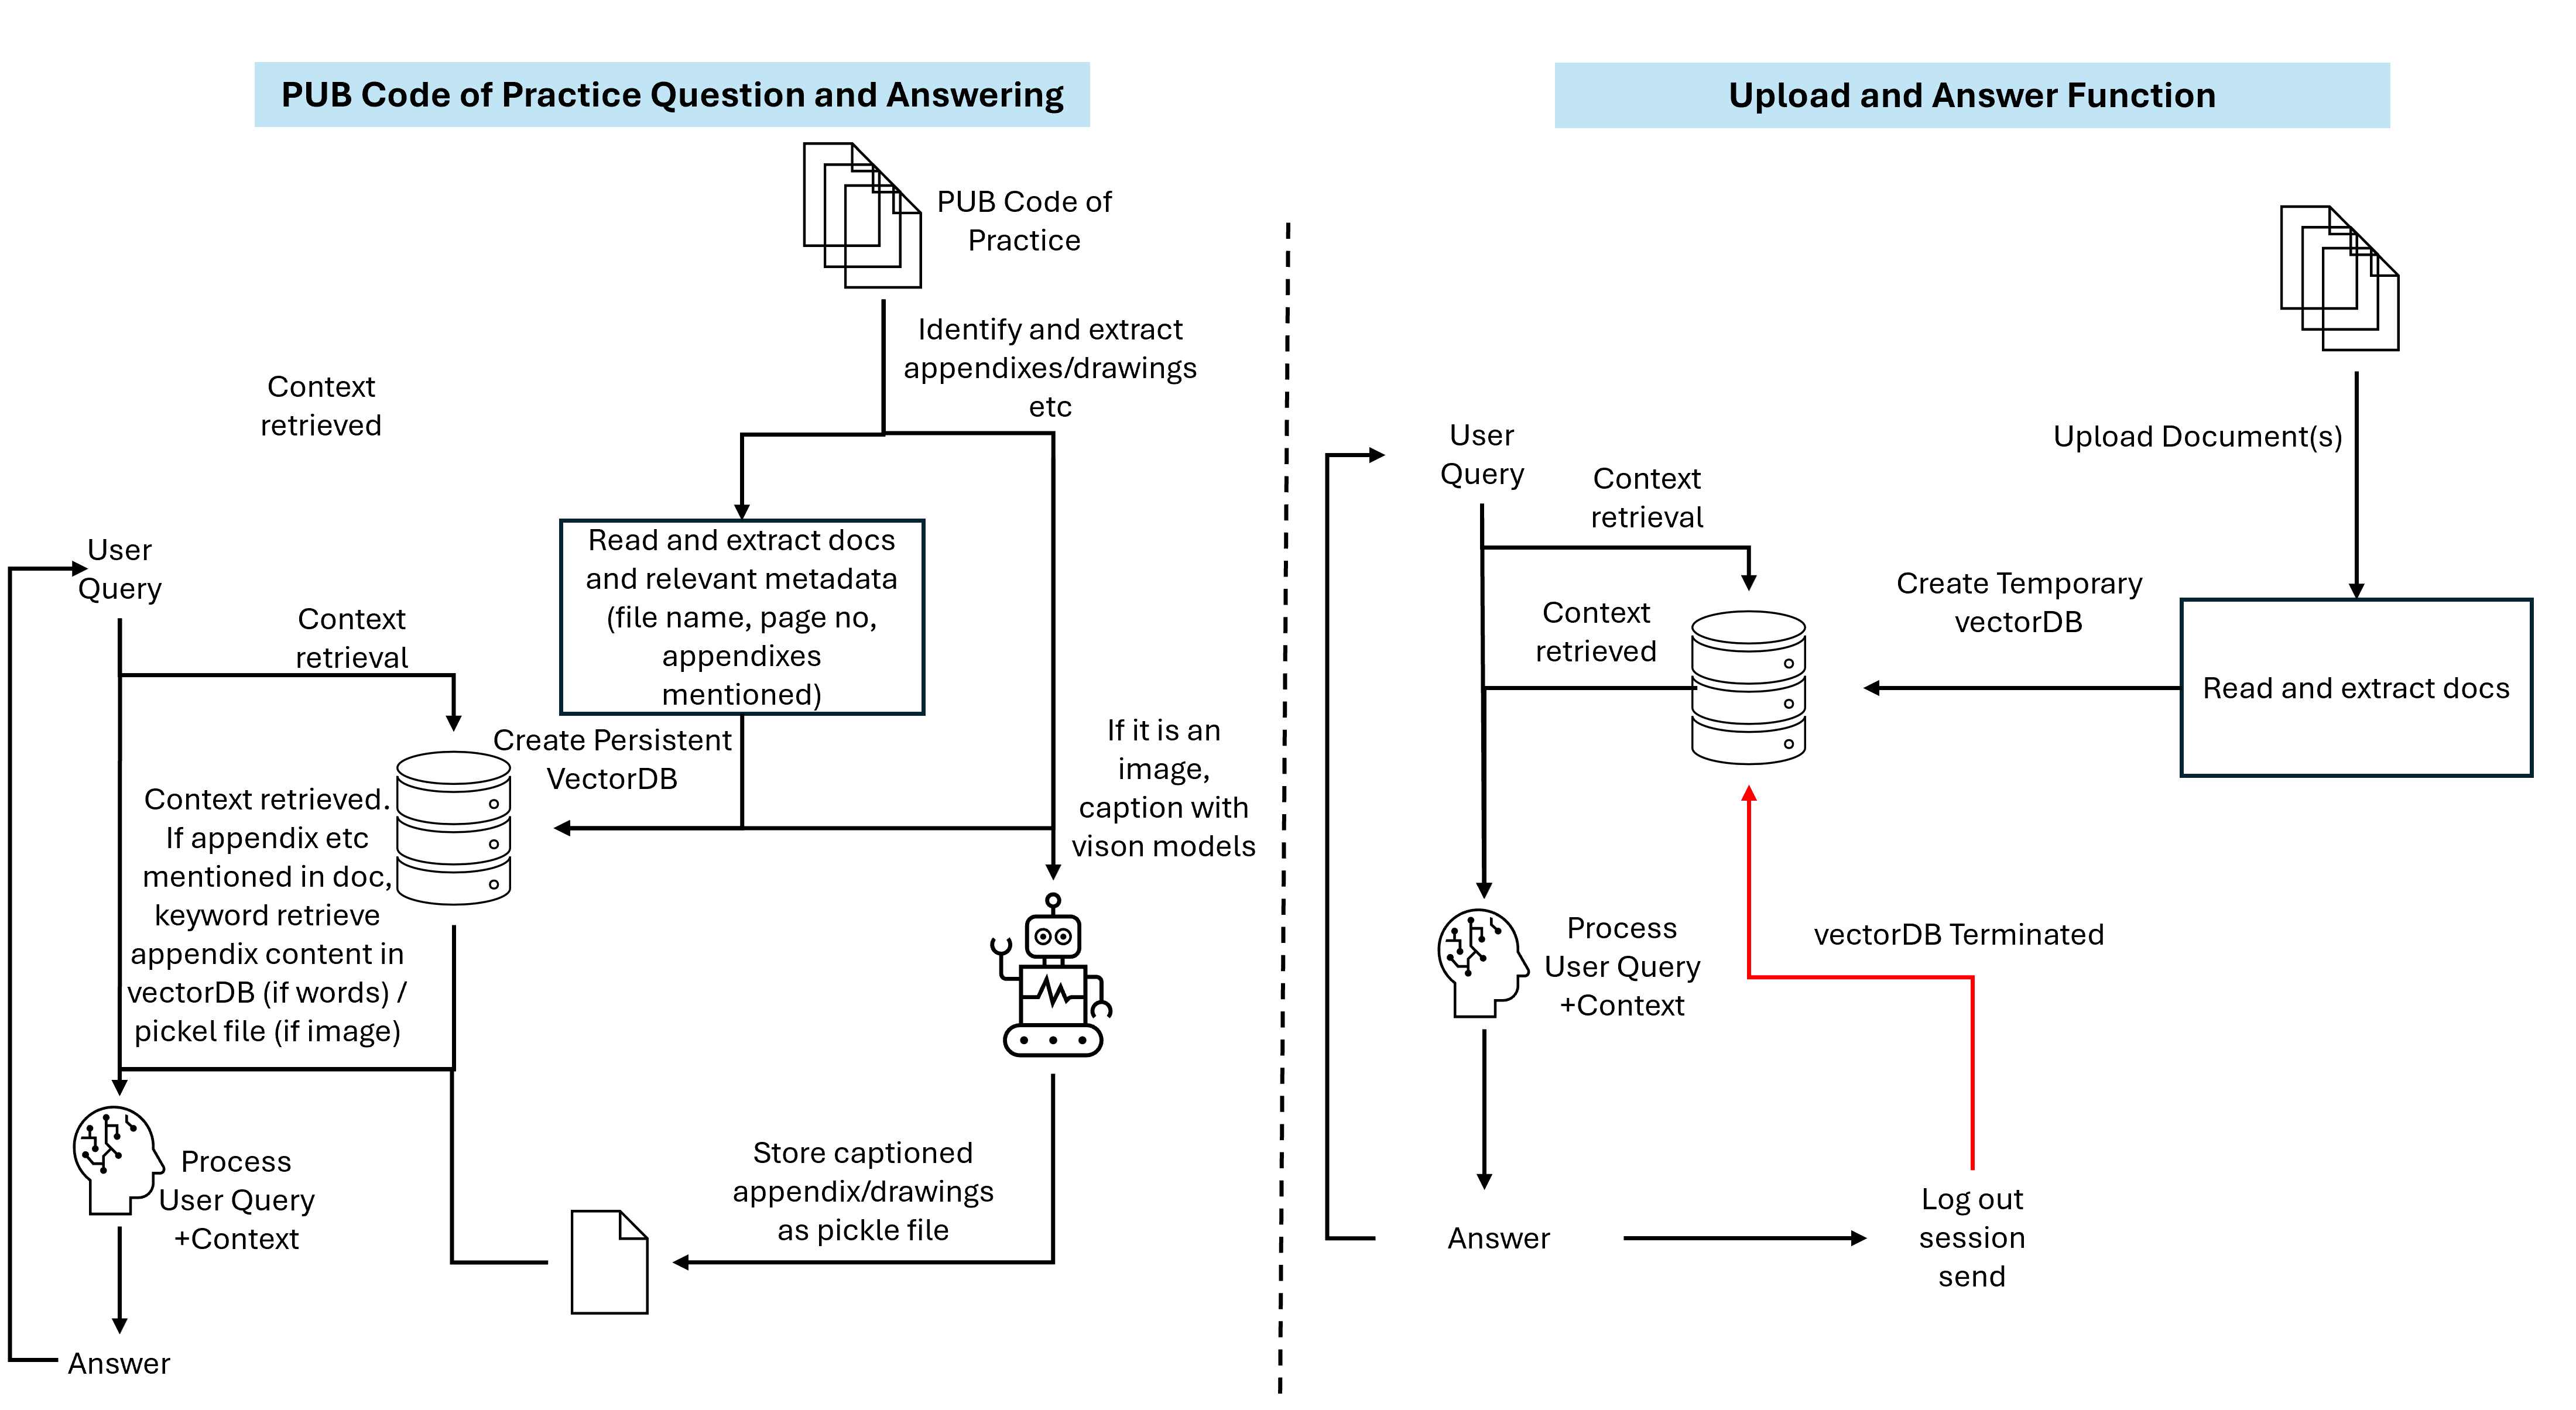 PUB Code of Practice Question and Answering
PUB Code of
Practice
Identify and extract
appendixes/drawings
etc
Context
retrieved
User
Query
Context
retrieval
Read and extract docs
and relevant metadata
(file name, page no,
appendixes
mentioned)
Create Persistent
VectorDB
If it is an
image,
caption with
vison models
Context retrieved.
If appendix etc
mentioned in doc,
keyword retrieve
appendix content in
vectorDB (if words) /
pickel file (if image)
Process
User Query
+Context
Store captioned
appendix/drawings
as pickle file
Answer
Upload and Answer Function
Upload Document(s)
User
Query
Context
retrieval
Context
retrieved
Create Temporary
vectorDB
Read and extract docs
Process
User Query
+Context
vectorDB Terminated
Answer
Log out
session
send